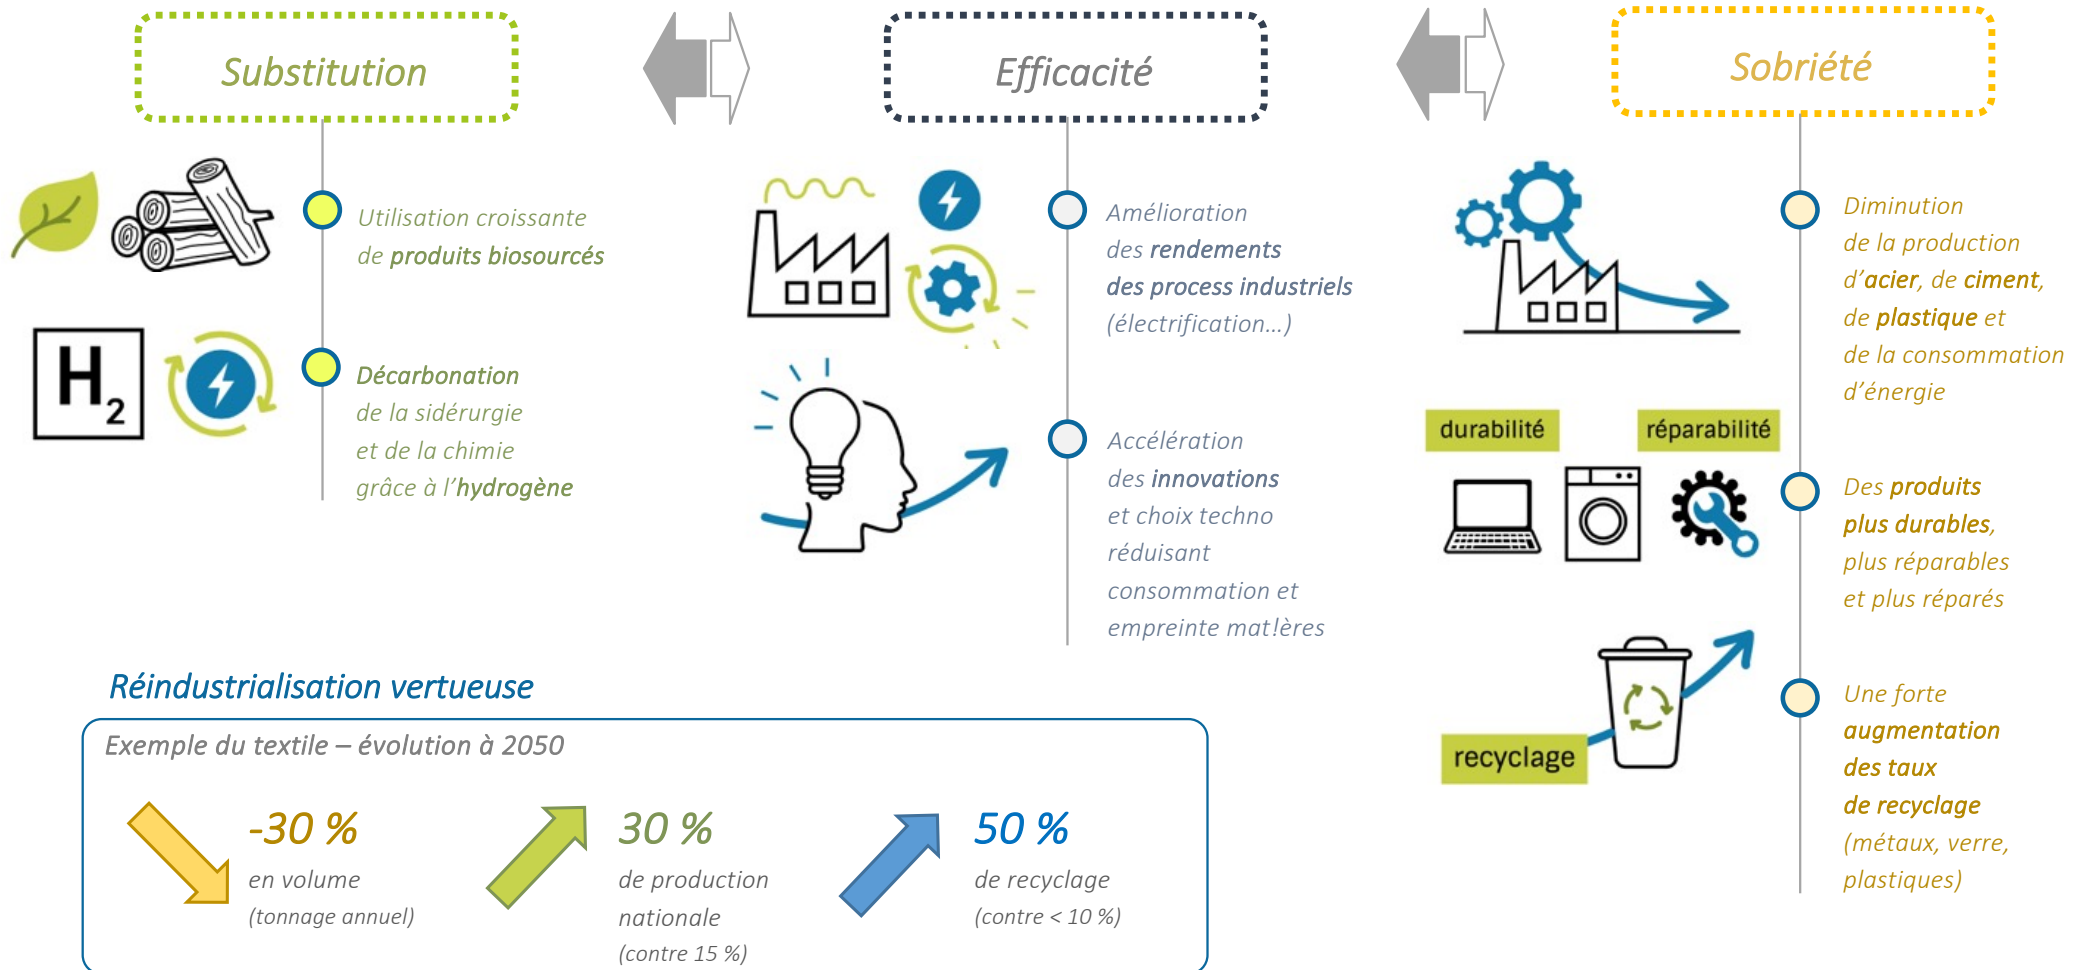 Substitution
Utilisation croissante
de produits biosourcés
H2
Décarbonation
de la sidérurgie
et de la chimie
grâce à l'hydrogène
Efficacité
Amélioration
des rendements
des process industriels
(électrification...)
Accélération
des innovations
et choix techno
réduisant
consommation et
empreinte mat!ères
Sobriété
Diminution
de la production
d'acier, de ciment,
de plastique et
de la consommation
d'énergie
durabilité
réparabilité
Des produits
plus durables,
plus réparables
et plus réparés
recyclage
Une forte
augmentation
des taux
de recyclage
(métaux, verre,
plastiques)
Réindustrialisation vertueuse
Exemple du textile – évolution à 2050
-30 %
en volume
(tonnage annuel)
30 %
de production
nationale
(contre 15 %)
50 %
de recyclage
(contre < 10 %)